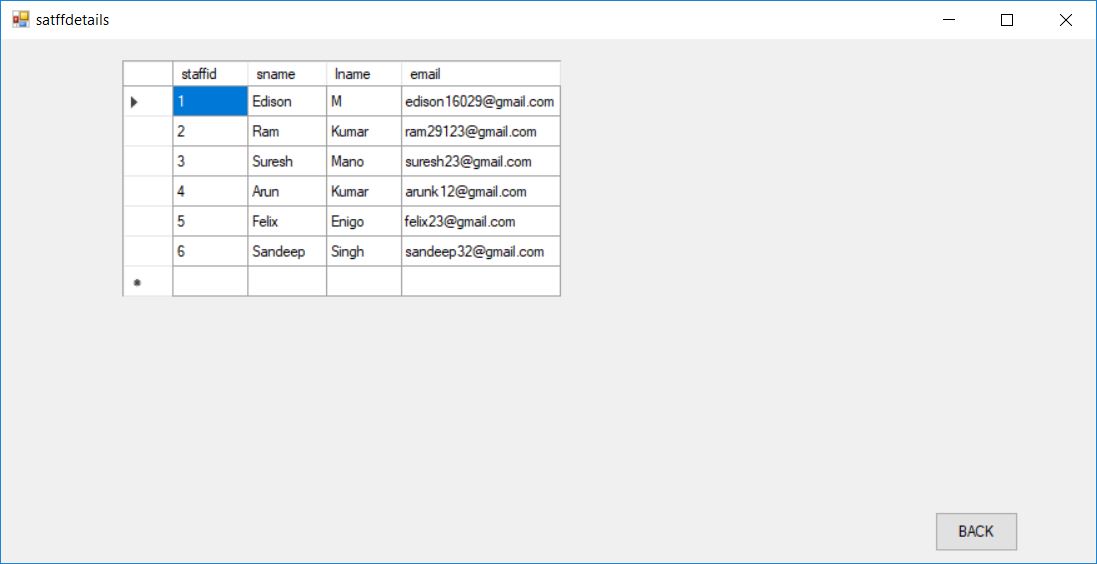 satffdetails
staffid sname lname email
1 Edison M edison16029@gmail.com
2 Ram Kumar ram29123@gmail.com
3 Suresh Mano suresh23@gmail.com
4 Arun Kumar arunk12@gmail.com
5 Felix Enigo felix23@gmail.com
6 Sandeep Singh sandeep32@gmail.com
BACK